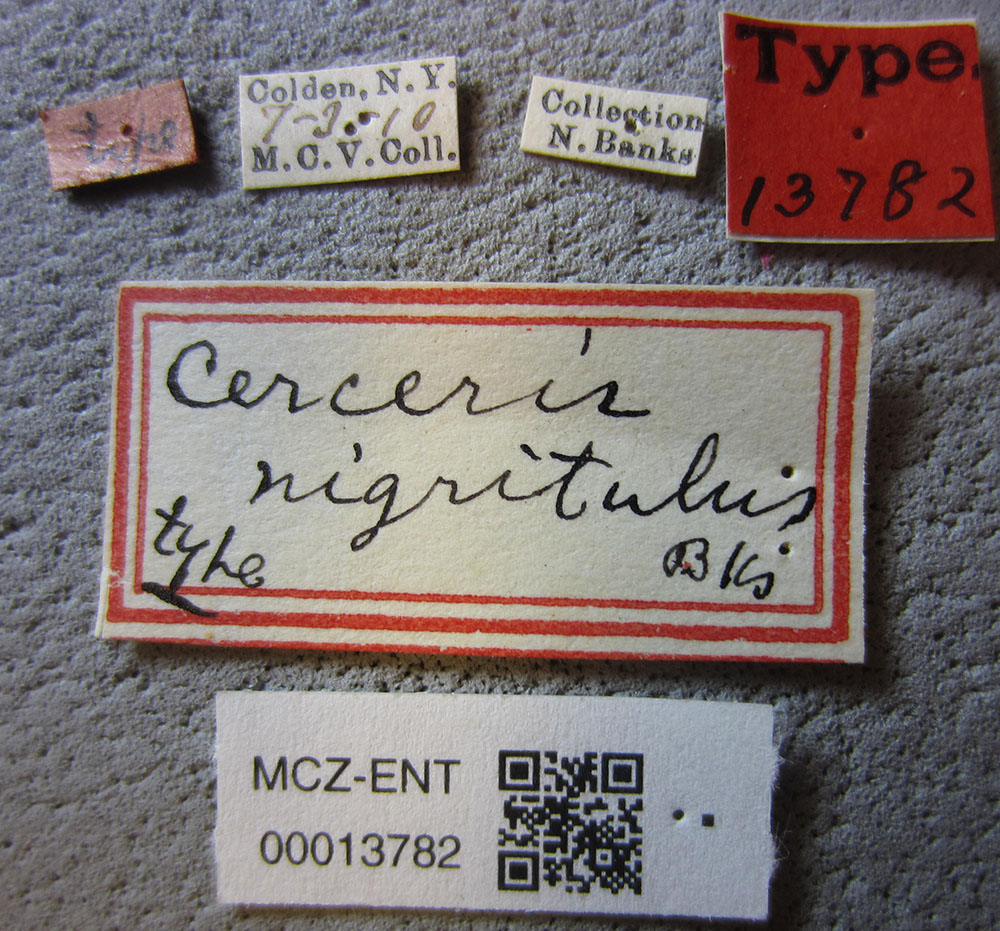 type
Colden, N. Y.
7-3-10
M. C. V. Coll.
Collection
N. Banks
Type.
13782
Cerceris
nigritulus
type
Bks
MCZ-ENT
00013782